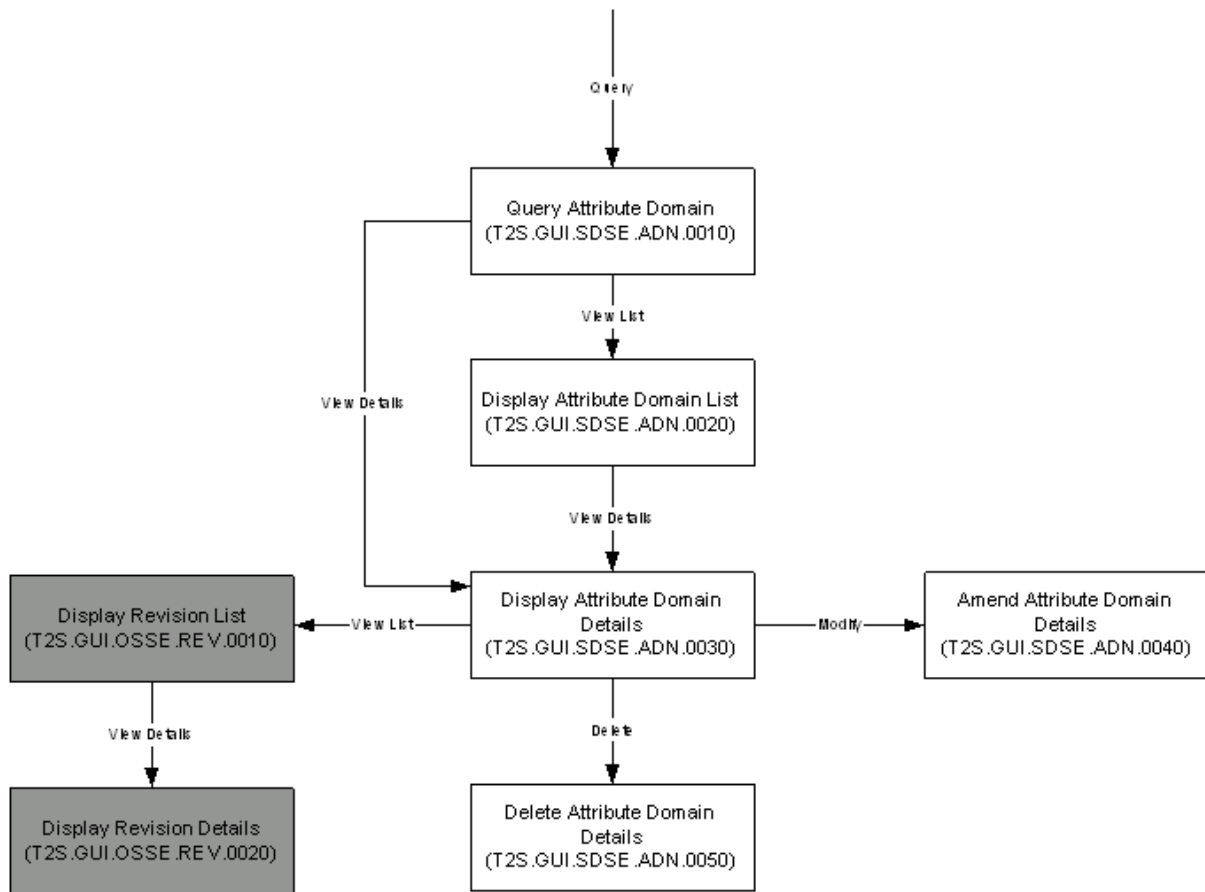 Query
Query Attribute Domain
(T2S.GUI.SDSE.ADN.0010)
View List
View Details
Display Attribute Domain List
(T2S.GUI.SDSE.ADN.0020)
View Details
Display Revision List
(T2S.GUI.OSSE.REV.0010)
View List
Display Attribute Domain
Details
(T2S.GUI.SDSE.ADN.0030)
Modify
Amend Attribute Domain
Details
(T2S.GUI.SDSE.ADN.0040)
View Details
Delete
Display Revision Details
(T2S.GUI.OSSE.REV.0020)
Delete Attribute Domain
Details
(T2S.GUI.SDSE.ADN.0050)